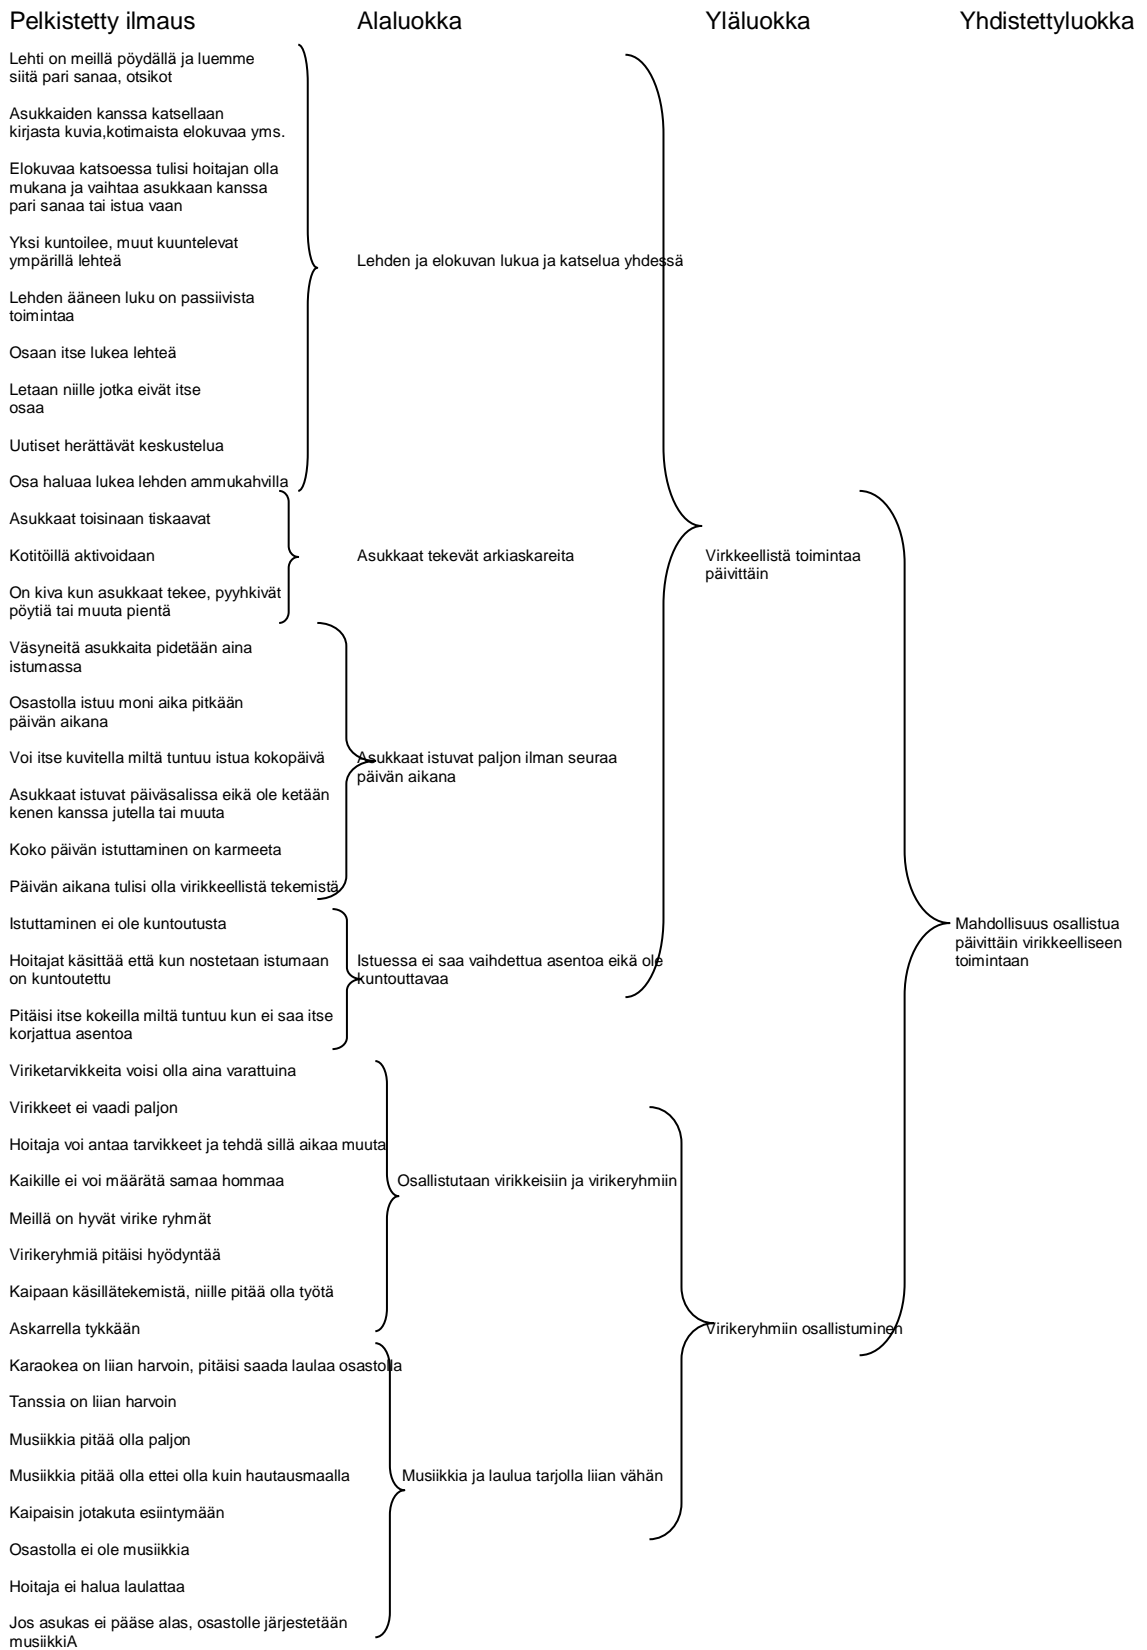 Pelkistetty ilmaus
Alaluokka
Yläluokka
Yhdistettyluokka
Lehti on meillä pöydällä ja luemme
siitä pari sanaa, otsikot
Asukkaiden kanssa katsellaan
kirjasta kuvia,kotimaista elokuvaa yms.
Elokuvaa katsoessa tulisi hoitajan olla
mukana ja vaihtaa asukkaan kanssa
pari sanaa tai istua vaan
Yksi kuntoilee, muut kuuntelevat
ympärillä lehteä
Lehden ja elokuvan lukua ja katselua yhdessä
Lehden ääneen luku on passiivista
toimintaa
Osaan itse lukea lehteä
Letaan niille jotka eivät itse
osaa
Uutiset herättävät keskustelua
Osa haluaa lukea lehden ammukahvilla
Asukkaat toisinaan tiskaavat
Kotitöillä aktivoidaan
Asukkaat tekevät arkiaskareita
Virkkeellistä toimintaa
päivittäin
On kiva kun asukkaat tekee, pyyhkivät
pöytiä tai muuta pientä
Väsyneitä asukkaita pidetään aina
istumassa
Osastolla istuu moni aika pitkään
päivän aikana
Voi itse kuvitella miltä tuntuu istua kokopäivä
Asukkaat istuvat paljon ilman seuraa
päivän aikana
Asukkaat istuvat päiväsalissa eikä ole ketään
kenen kanssa jutella tai muuta
Koko päivän istuttaminen on karmeeta
Päivän aikana tulisi olla virikkeellistä tekemistä
Istuttaminen ei ole kuntoutusta
Mahdollisuus osallistua
päivittäin virikkeelliseen
toimintaan
Hoitajat käsittää että kun nostetaan istumaan
on kuntoutettu
Istuessa ei saa vaihdettua asentoa eikä ole
kuntouttavaa
Pitäisi itse kokeilla miltä tuntuu kun ei saa itse
korjattua asentoa
Viriketarvikkeita voisi olla aina varattuina
Virikkeet ei vaadi paljon
Hoitaja voi antaa tarvikkeet ja tehdä sillä aikaa muuta
Kaikille ei voi määrätä samaa hommaa
Osallistutaan virikkeisiin ja virikeryhmiin
Meillä on hyvät virike ryhmät
Virikeryhmiä pitäisi hyödyntää
Kaipaan käsillätekemistä, niille pitää olla työtä
Askarrella tykkään
Virikeryhmiin osallistuminen
Karaokea on liian harvoin, pitäisi saada laulaa osastolla
Tanssia on liian harvoin
Musiikkia pitää olla paljon
Musiikkia pitää olla ettei olla kuin hautausmaalla
Musiikkia ja laulua tarjolla liian vähän
Kaipaisin jotakuta esiintymään
Osastolla ei ole musiikkia
Hoitaja ei halua laulattaa
Jos asukas ei pääse alas, osastolle järjestetään
musiikkiA